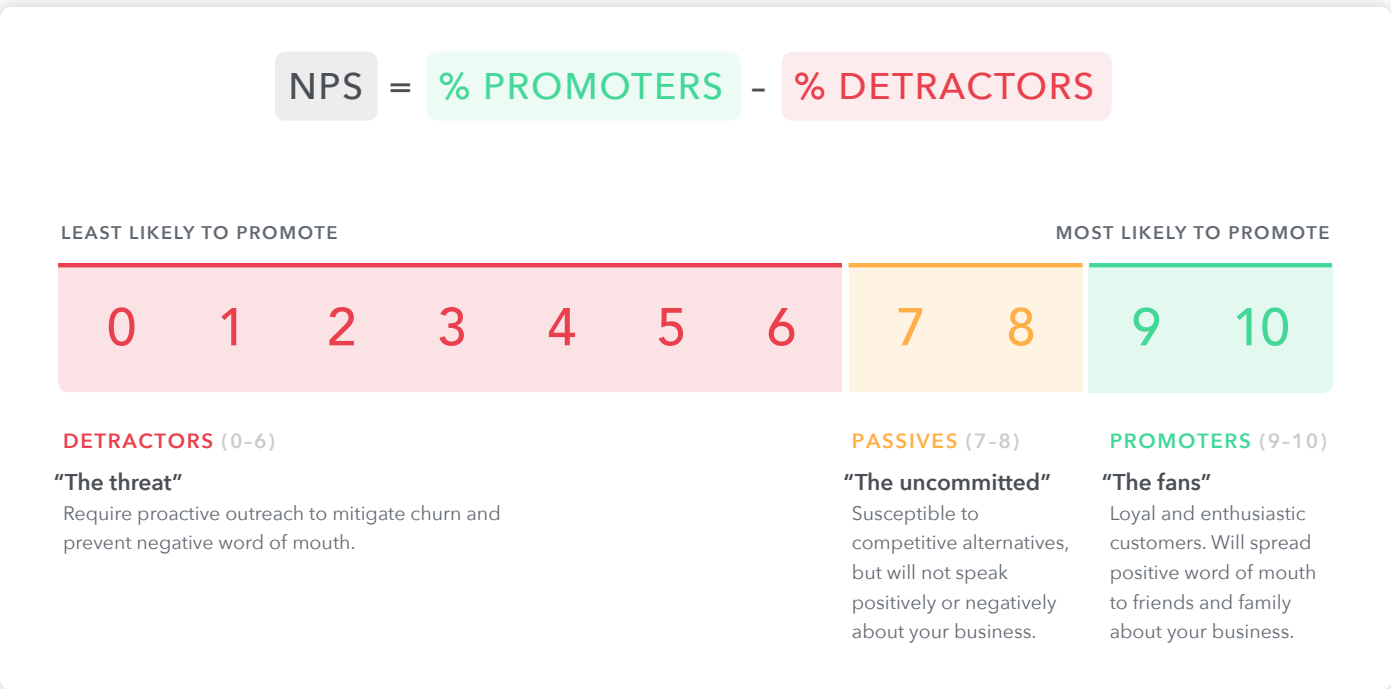 NPS = % PROMOTERS – % DETRACTORS
LEAST LIKELY TO PROMOTE
MOST LIKELY TO PROMOTE
0 1 2 3 4 5 6 7 8 9 10
DETRACTORS (0–6)
“The threat”
Require proactive outreach to mitigate churn and
prevent negative word of mouth.
PASSIVES (7–8)
“The uncommitted”
Susceptible to
competitive alternatives,
but will not speak
positively or negatively
about your business.
PROMOTERS (9–10)
“The fans”
Loyal and enthusiastic
customers. Will spread
positive word of mouth
to friends and family
about your business.